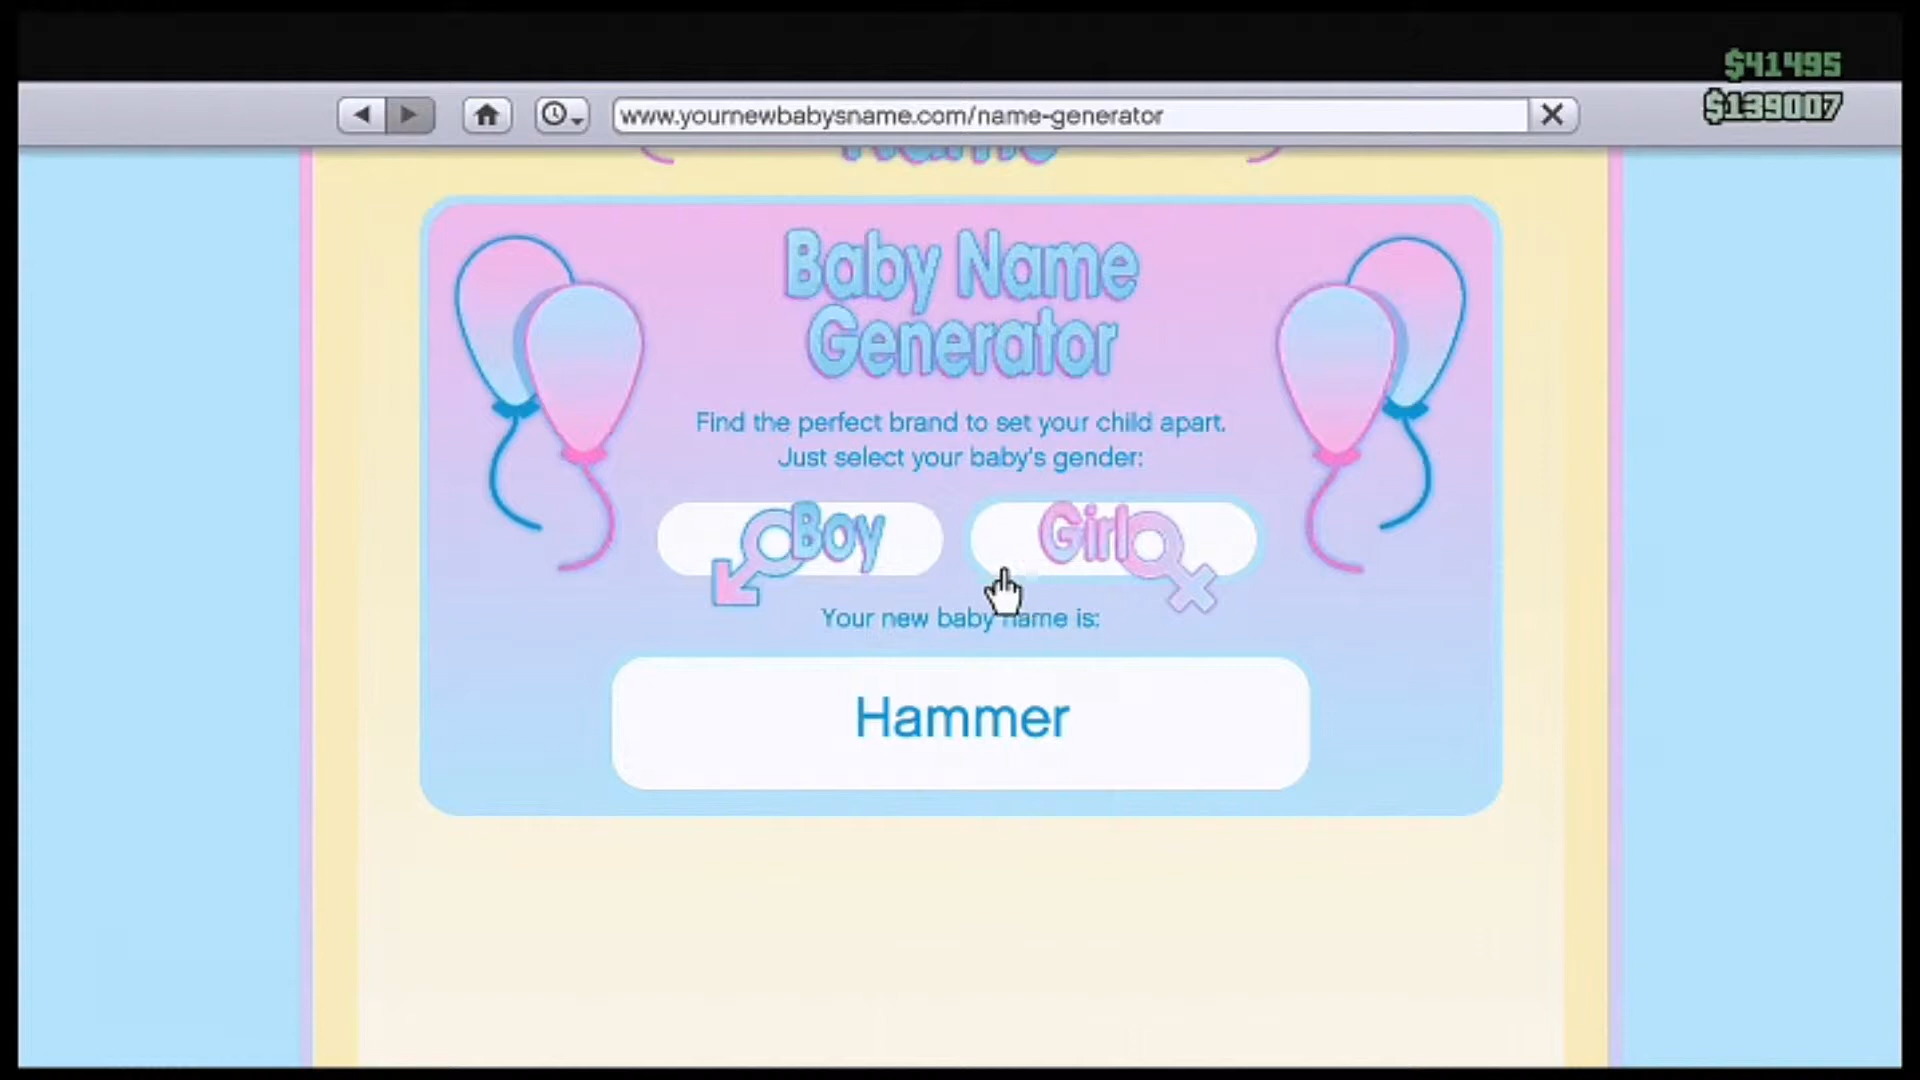 $41495
$139007
www.yournewbabysname.com/name-generator
Name
Baby Name
Generator
Find the perfect brand to set your child apart.
Just select your baby's gender:
Boy
Girl
Your new baby name is:
Hammer